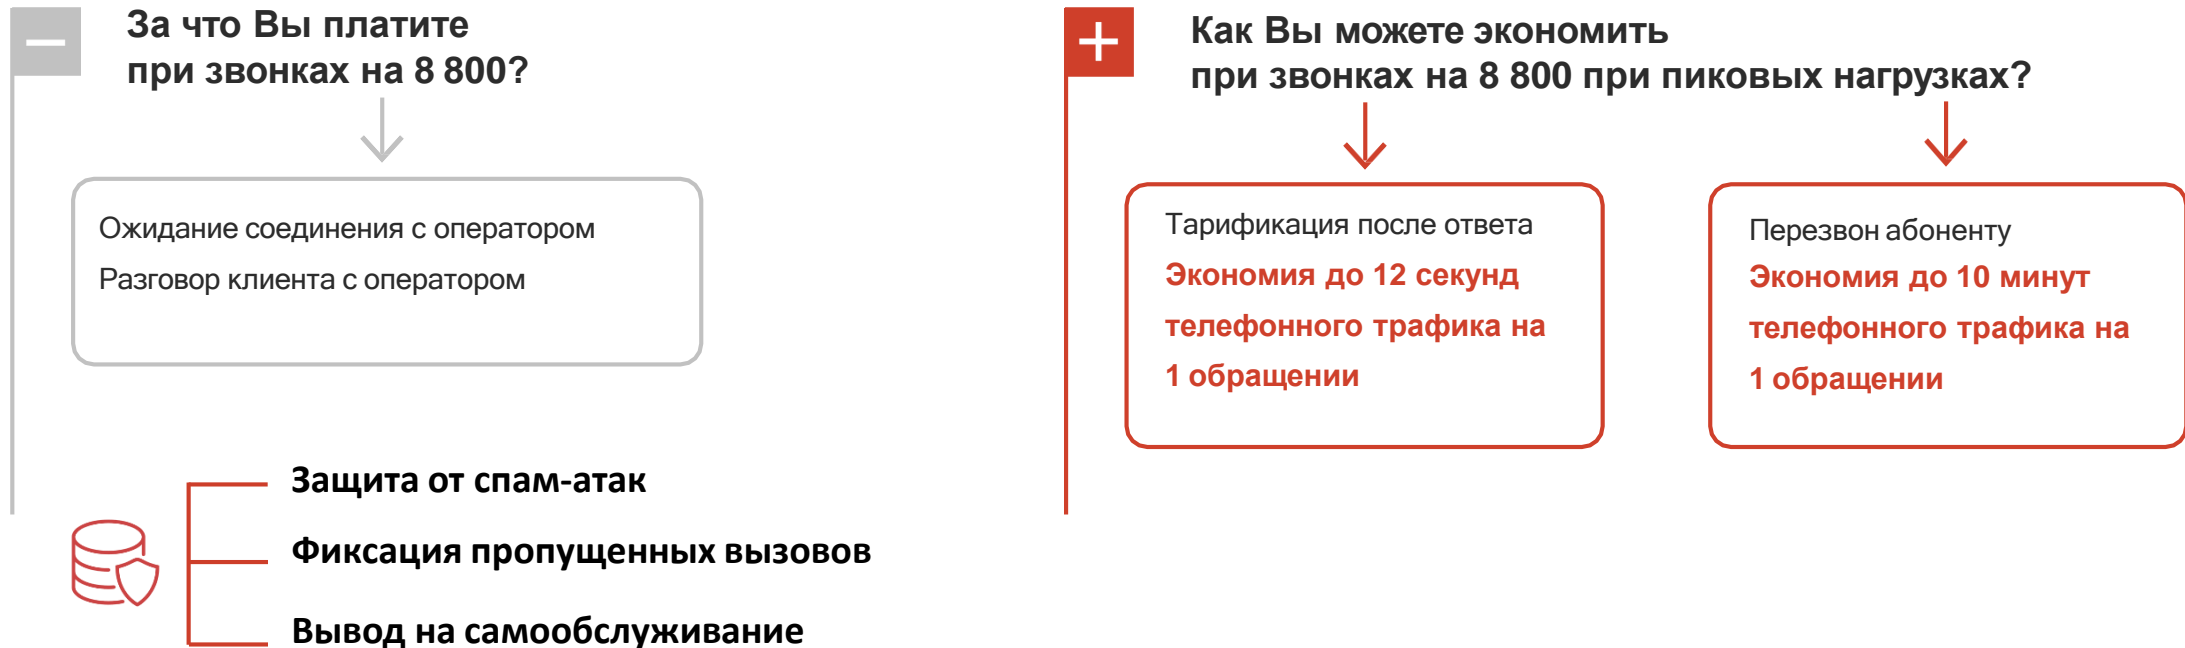 За что Вы платите
при звонках на 8 800?
Ожидание соединения с оператором
Разговор клиента с оператором
Защита от спам-атак
Фиксация пропущенных вызовов
Вывод на самообслуживание
Как Вы можете экономить
при звонках на 8 800 при пиковых нагрузках?
Тарификация после ответа
Экономия до 12 секунд
телефонного трафика на
1 обращении
Перезвон абоненту
Экономия до 10 минут
телефонного трафика на
1 обращении